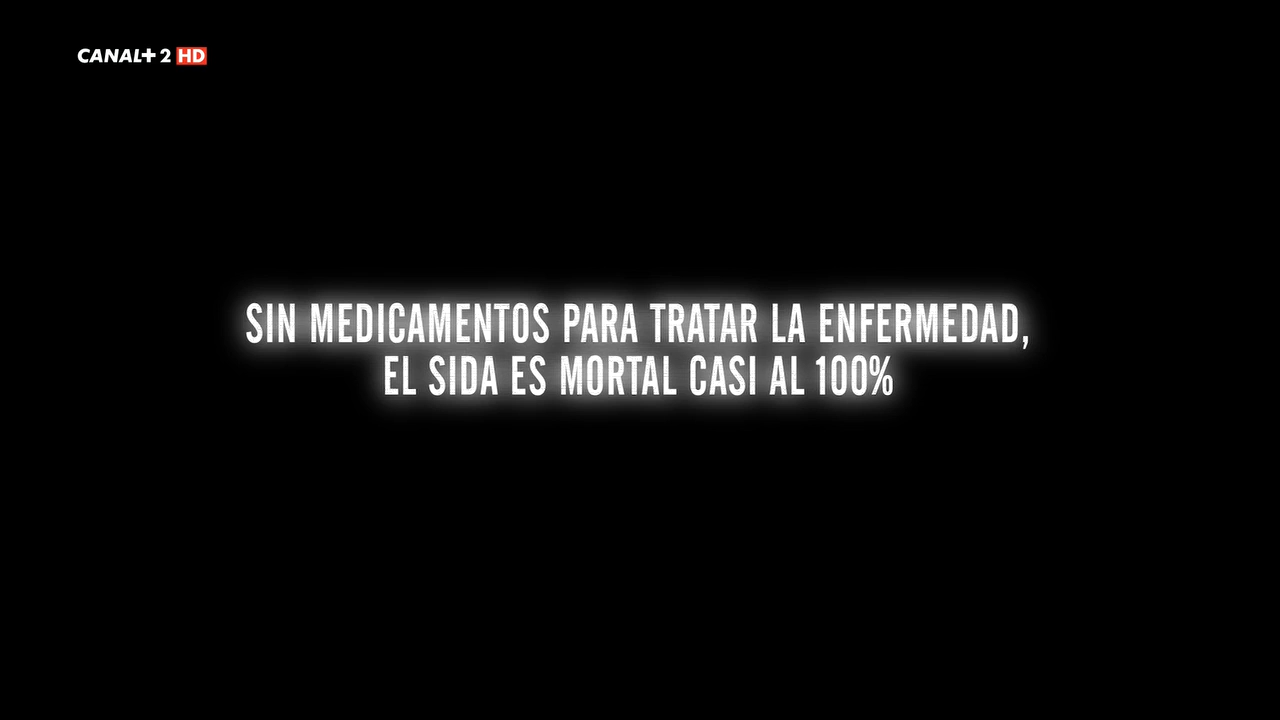 CANAL+ 2 HD
SIN MEDICAMENTOS PARA TRATAR LA ENFERMEDAD,
EL SIDA ES MORTAL CASI AL 100%